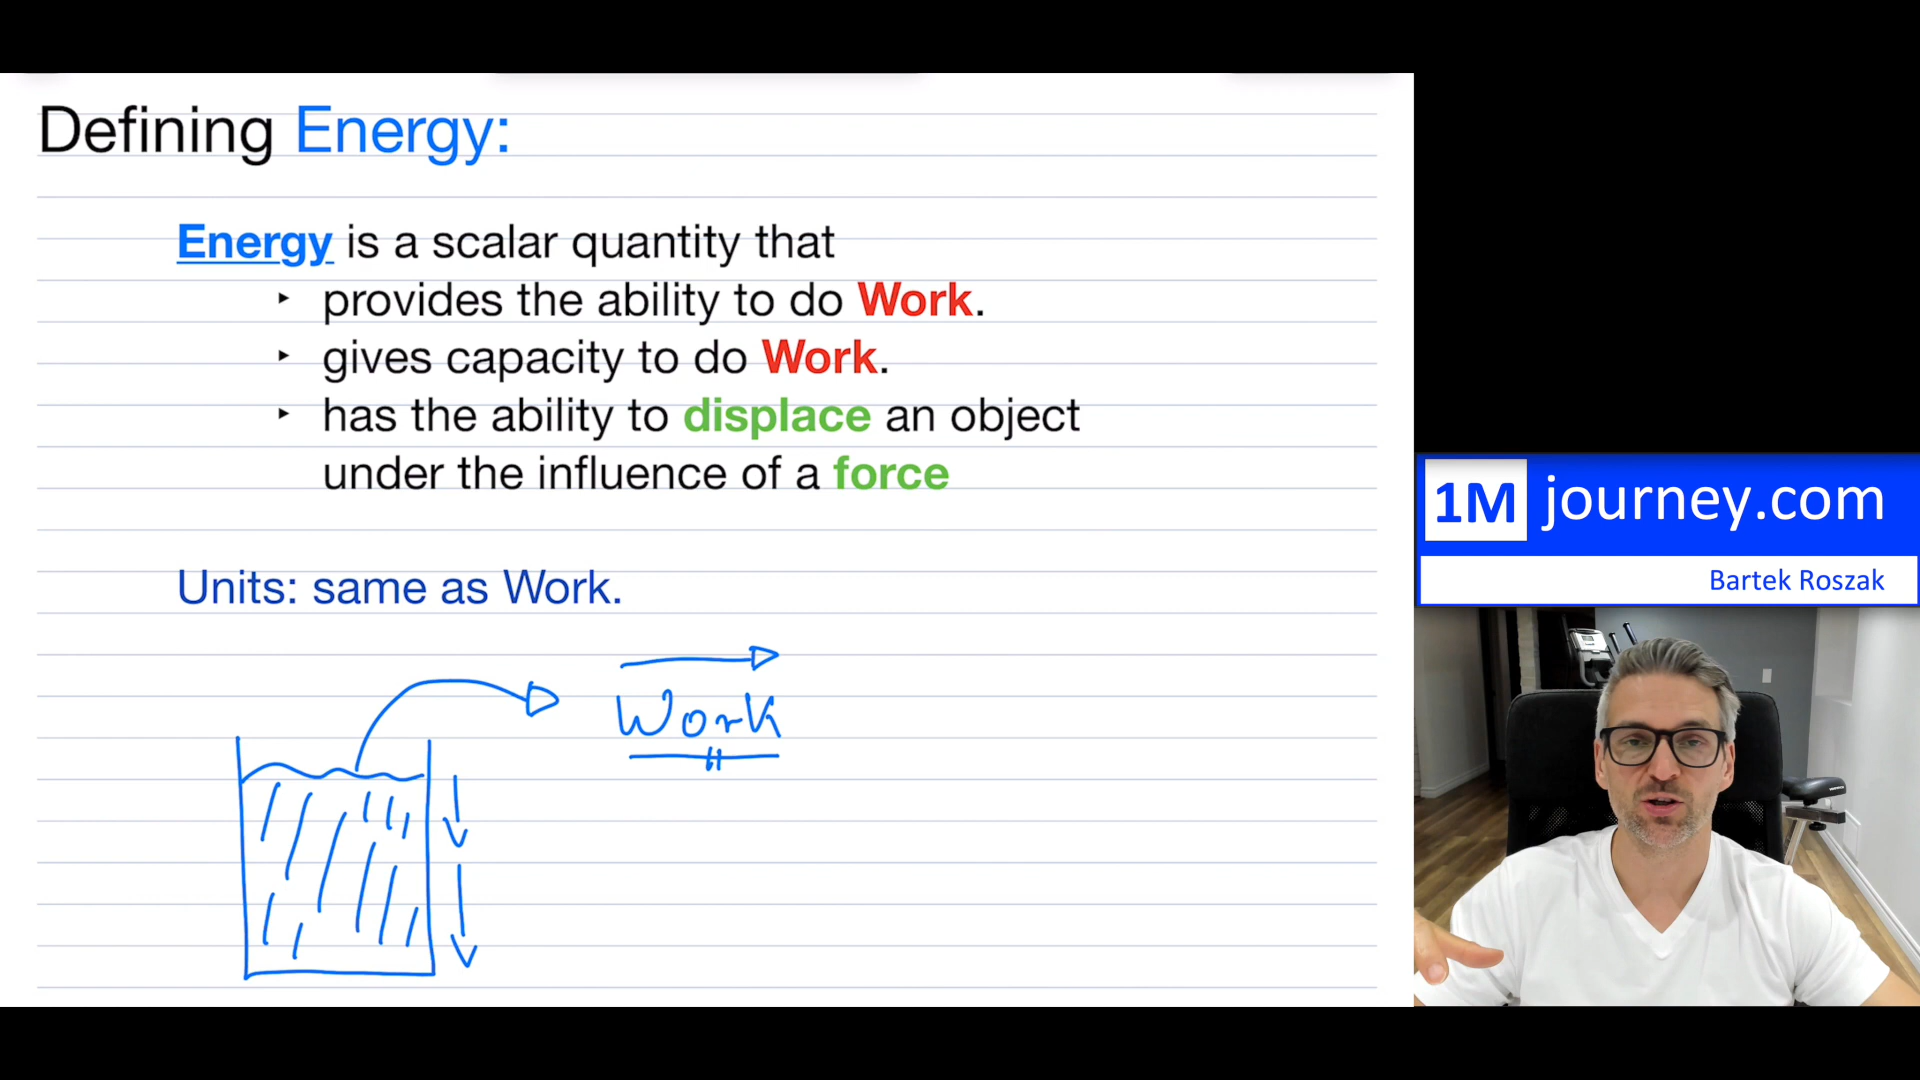 Defining Energy:
Energy is a scalar quantity that
‣ provides the ability to do Work.
‣ gives capacity to do Work.
‣ has the ability to displace an object
under the influence of a force
Units: same as Work.
Work
1M journey.com
Bartek Roszak